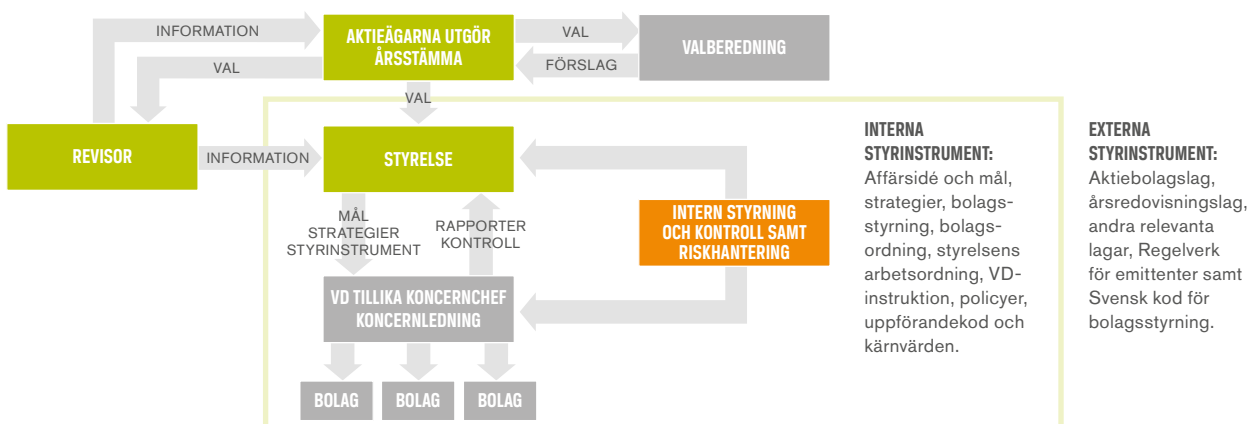 INFORMATION
AKTIEÄGARNA UTGÖR
ÅRSSTÄMMA
VAL
VALBEREDNING
VAL
FÖRSLAG
VAL
REVISOR
INFORMATION
STYRELSE
MÅL
STRATEGIER
STYRINSTRUMENT
RAPPORTER
KONTROLL
INTERN STYRNING
OCH KONTROLL SAMT
RISKHANTERING
VD TILLIKA KONCERNCHEF
KONCERNLEDNING
BOLAG
BOLAG
BOLAG
INTERNA
STYRINSTRUMENT:
Affärsidé och mål,
strategier, bolags-
styrning, bolags-
ordning, styrelsens
arbetsordning, VD-
instruktion, policyer,
uppförandekod och
kärnvärden.
EXTERNA
STYRINSTRUMENT:
Aktiebolagslag,
årsredovisningslag,
andra relevanta
lagar, Regelverk
för emittenter samt
Svensk kod för
bolagsstyrning.